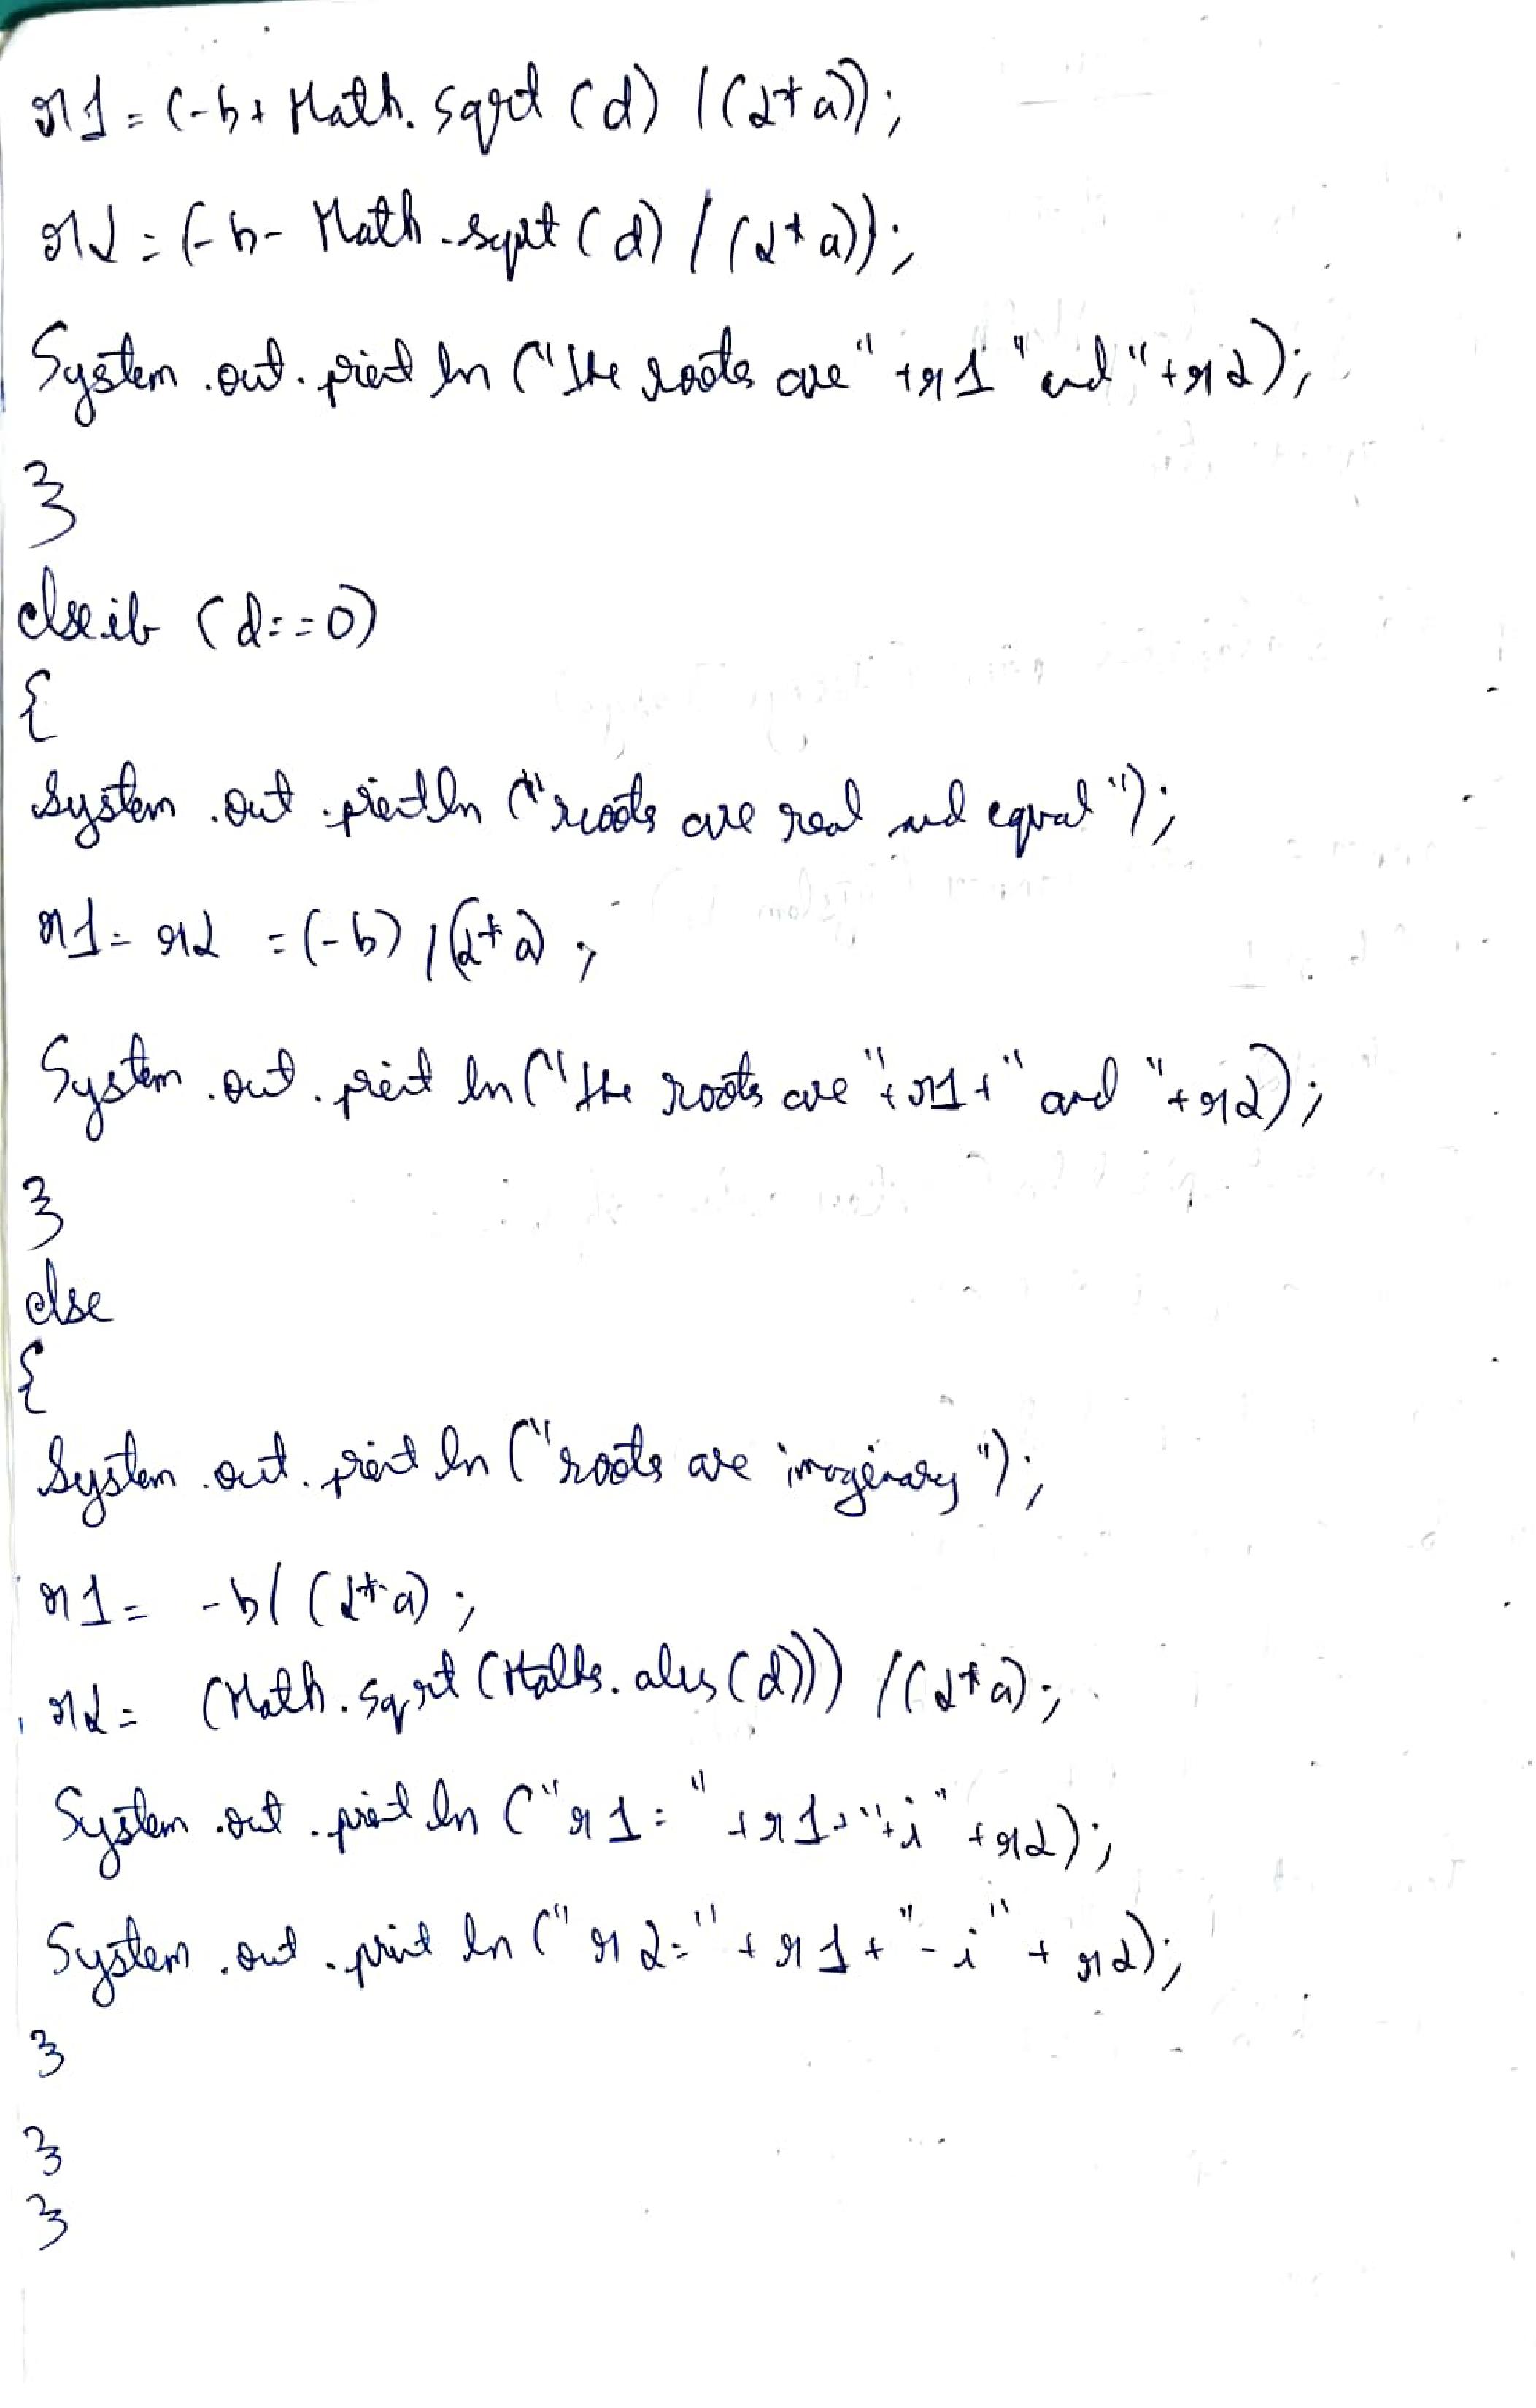 r1 = (-b + Math.sqrt (d) / (2*a));
r2 = (-b - Math.sqrt (d) / (2*a));
System.out.println ("the roots are" +r1 "and" +r2);
}
else if (d==0)
{
System.out.println ("roots are real and equal");
r1 = r2 = (-b) / (2*a);
System.out.println ("the roots are "+r1+" and "+r2);
}
else
{
System.out.println ("roots are imaginary");
r1 = -b/(2*a);
r2 = (Math.sqrt (Maths.abs (d))) / (2*a);
System.out.println ("r1=" +r1+"+i" +r2);
System.out.println ("r2=" +r1+"-i" + r2);
}
}
}